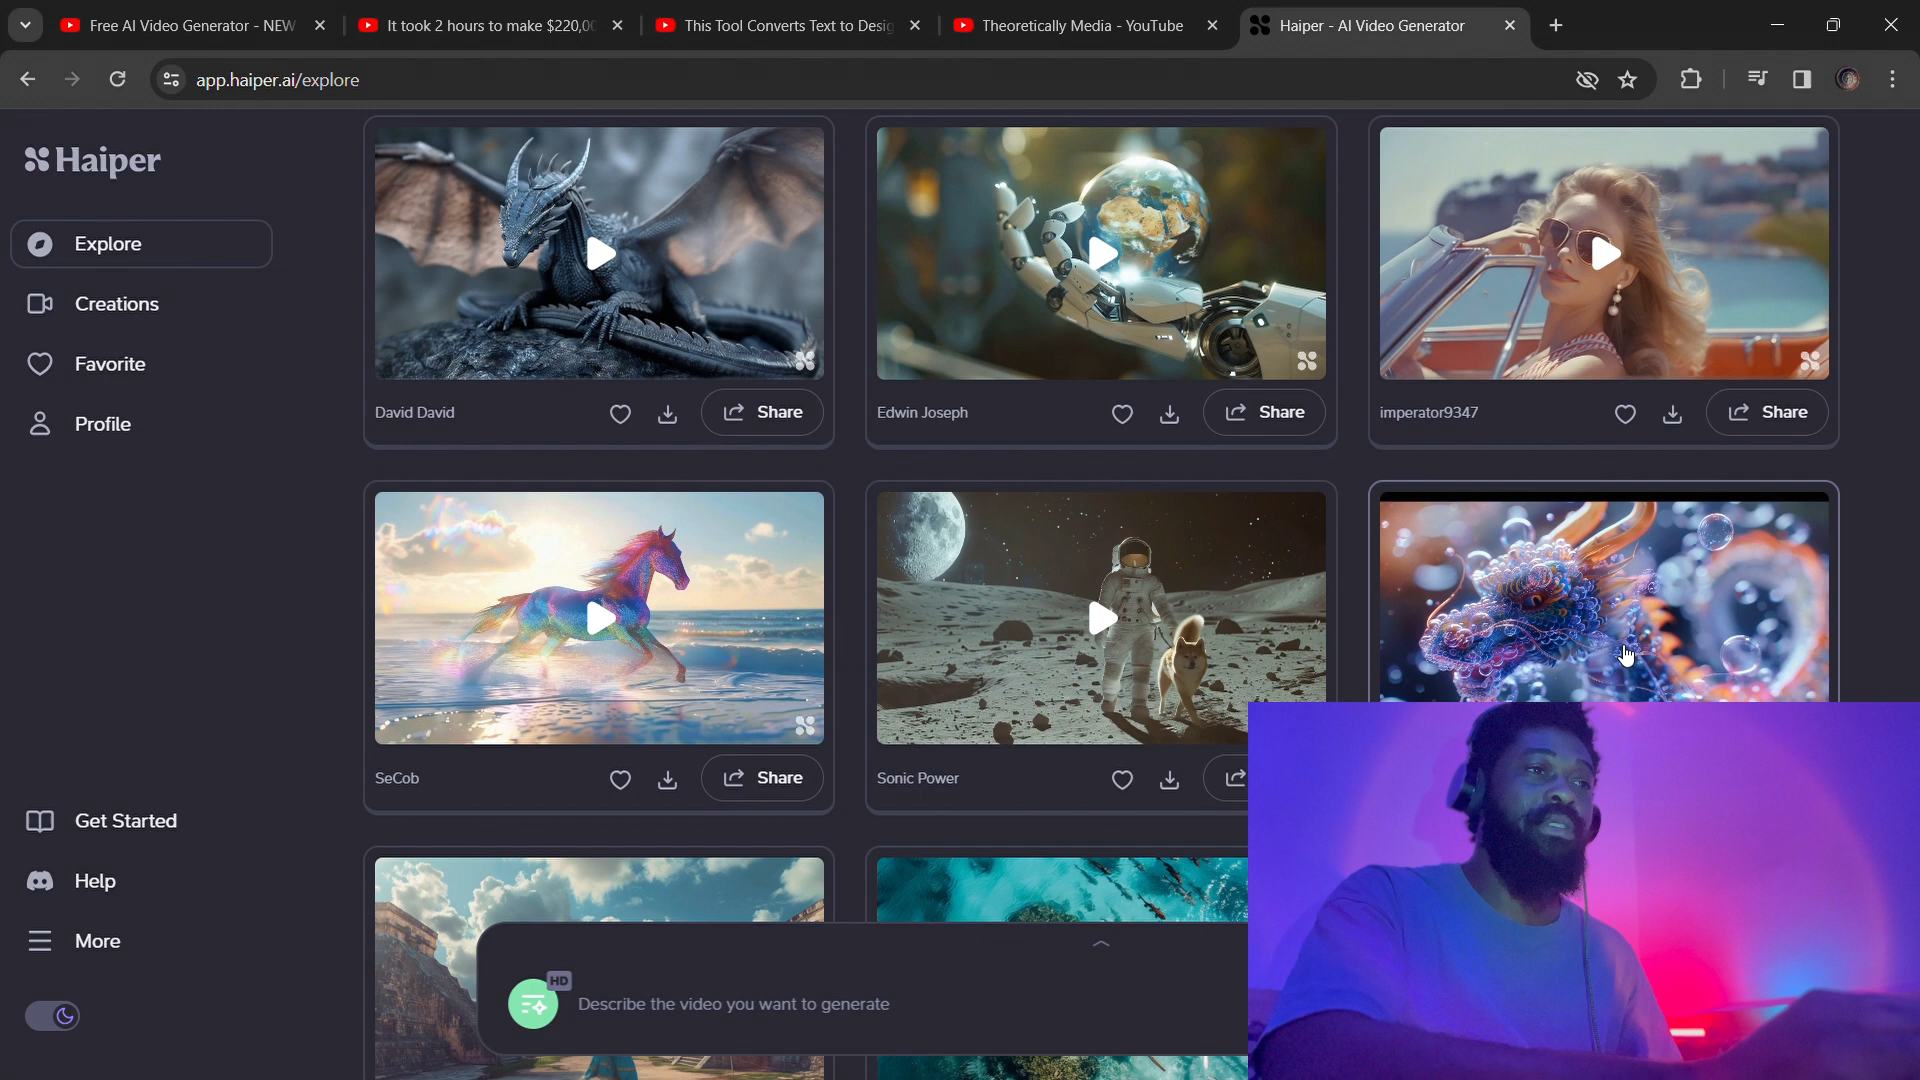 Free AI Video Generator - NEW
It took 2 hours to make $220,00
This Tool Converts Text to Desig
Theoretically Media - YouTube
Haiper - AI Video Generator
app.haiper.ai/explore
Haiper
Explore
Creations
Favorite
Profile
Get Started
Help
More
David David
Share
Edwin Joseph
Share
imperator9347
Share
SeCob
Share
Sonic Power
HD
Describe the video you want to generate